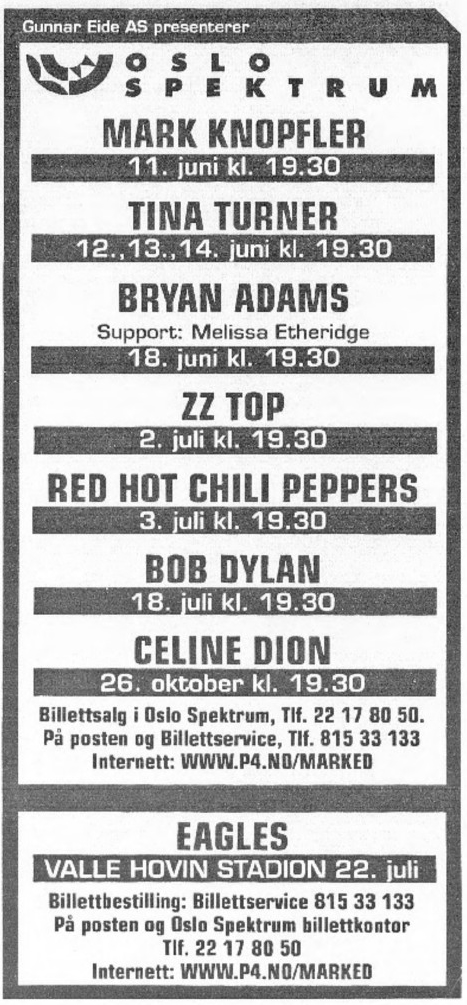 Gunnar Eide AS presenterer
OSLO
SPEKTRUM
MARK KNOPFLER
11. juni kl. 19.30
TINA TURNER
12.,13.,14. juni kl. 19.30
BRYAN ADAMS
Support: Melissa Etheridge
18. juni kl. 19.30
ZZ TOP
2. juli kl. 19.30
RED HOT CHILI PEPPERS
3. juli kl. 19.30
BOB DYLAN
18. juli kl. 19.30
CELINE DION
26. oktober kl. 19.30
Billettsalg i Oslo Spektrum, Tlf. 22 17 80 50.
På posten og Billettservice, Tlf. 815 33 133
Internett: WWW.P4.NO/MARKED
EAGLES
VALLE HOVIN STADION 22. juli
Billettbestilling: Billettservice 815 33 133
På posten og Oslo Spektrum billettkontor
Tlf. 22 17 80 50
Internett: WWW.P4.NO/MARKED